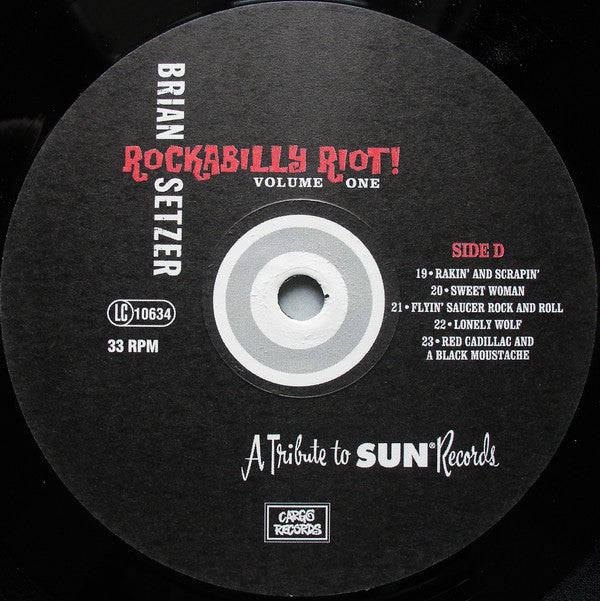 BRIAN SETZER
ROCKABILLY RIOT!
VOLUME ONE
SIDE D
19•RAKIN' AND SCRAPIN'
20•SWEET WOMAN
21•FLYIN' SAUCER ROCK AND ROLL
22•LONELY WOLF
23•RED CADILLAC AND
A BLACK MOUSTACHE
LC 10634
33 RPM
A Tribute to SUN® Records
CARGO
RECORDS